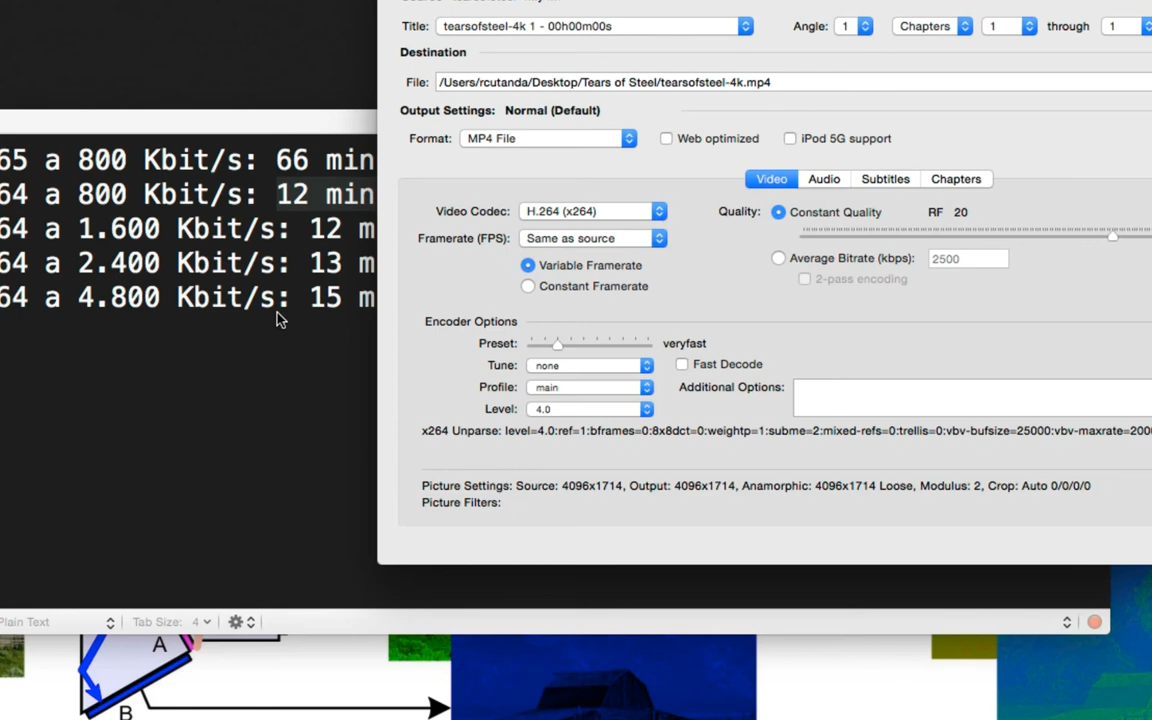 Title: tearsofsteel-4k 1 - 00h00m00s Angle: 1 Chapters 1 through 1
Destination
File: /Users/rcutanda/Desktop/Tears of Steel/tearsofsteel-4k.mp4
Output Settings: Normal (Default)
Format: MP4 File Web optimized iPod 5G support
65 a 800 Kbit/s: 66 min
64 a 800 Kbit/s: 12 min
64 a 1.600 Kbit/s: 12 m
64 a 2.400 Kbit/s: 13 m
64 a 4.800 Kbit/s: 15 m
Video Audio Subtitles Chapters
Video Codec: H.264 (x264) Quality: Constant Quality RF 20
Framerate (FPS): Same as source
Variable Framerate Average Bitrate (kbps): 2500
Constant Framerate 2-pass encoding
Encoder Options
Preset: veryfast
Tune: none Fast Decode
Profile: main Additional Options:
Level: 4.0
x264 Unparse: level=4.0:ref=1:bframes=0:8x8dct=0:weightp=1:subme=2:mixed-refs=0:trellis=0:vbv-bufsize=25000:vbv-maxrate=200
Picture Settings: Source: 4096x1714, Output: 4096x1714, Anamorphic: 4096x1714 Loose, Modulus: 2, Crop: Auto 0/0/0/0
Picture Filters:
Plain Text Tab Size: 4
A
B